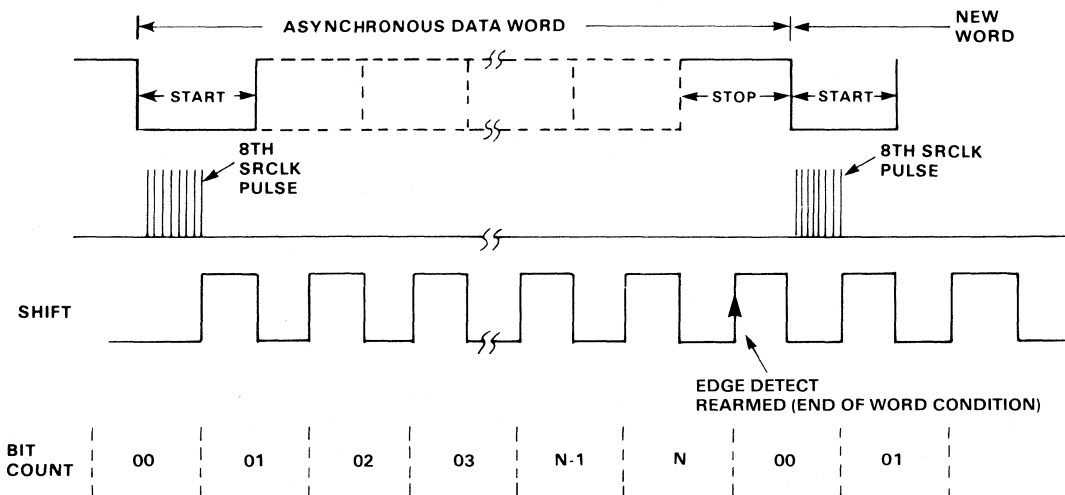 ASYNCHRONOUS DATA WORD
NEW
WORD
START
STOP
START
8TH
SRCLK
PULSE
8TH SRCLK
PULSE
SHIFT
EDGE DETECT
REARMED (END OF WORD CONDITION)
BIT
COUNT
00 01 02 03 N-1 N 00 01